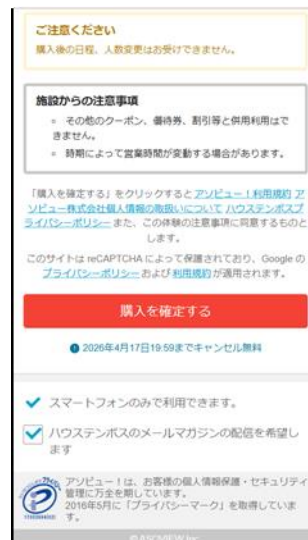 ご注意ください
購入後の日程、人数変更はお受けできません。
施設からの注意事項
その他のクーポン、優待券、割引等と併用利用はで
きません。
時期によって営業時間が変動する場合があります。
「購入を確定する」をクリックするとアソビュー！利用規約 ア
ソビュー株式会社個人情報の取扱いについて ハウステンボスプ
ライバシーポリシー また、この体験の注意事項に同意するものと
します。
このサイトは reCAPTCHA によって保護されており、Google の
プライバシーポリシー および 利用規約 が適用されます。
購入を確定する
2026年4月17日19:59までキャンセル無料
スマートフォンのみで利用できます。
ハウステンボスのメールマガジンの配信を希望し
ます
アソビュー！は、お客様の個人情報保護・セキュリティ
管理に万全を期しています。
2016年5月に「プライバシーマーク」を取得していま
す。
© ASOVIEW Inc.